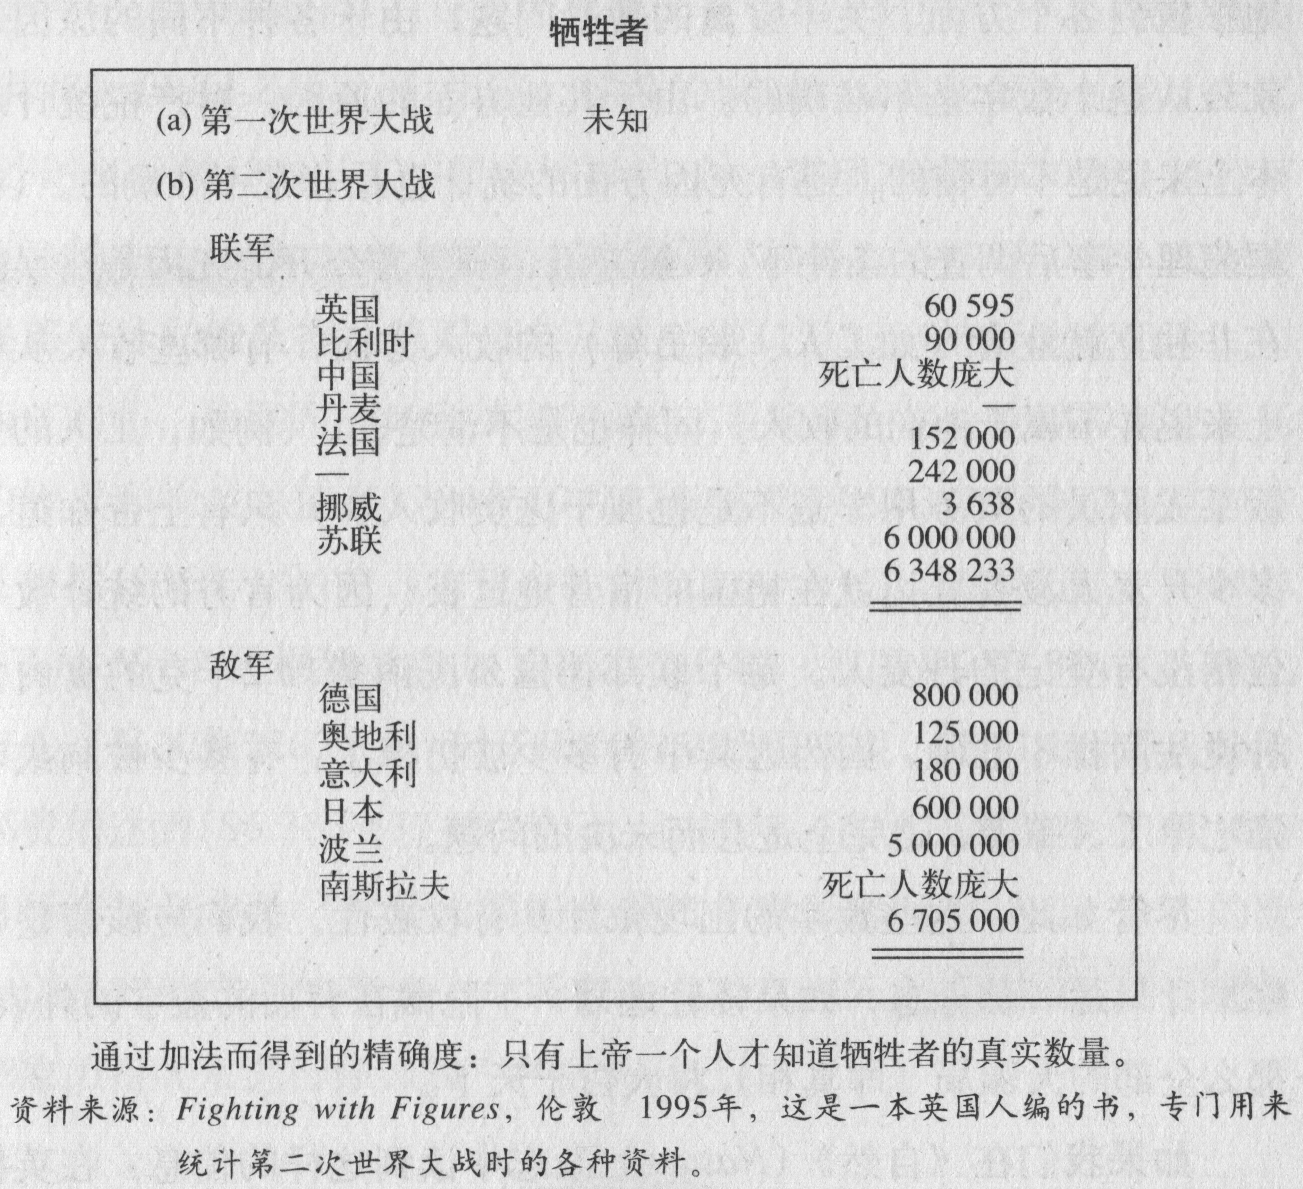 牺牲者
(a) 第一次世界大战 未知
(b) 第二次世界大战
联军
英国 60 595
比利时 90 000
中国 死亡人数庞大
丹麦 —
法国 152 000
— 242 000
挪威 3 638
苏联 6 000 000
6 348 233
敌军
德国 800 000
奥地利 125 000
意大利 180 000
日本 600 000
波兰 5 000 000
南斯拉夫 死亡人数庞大
6 705 000
通过加法而得到的精确度：只有上帝一个人才知道牺牲者的真实数量。
资料来源：Fighting with Figures，伦敦 1995年，这是一本英国人编的书，专门用来
统计第二次世界大战时的各种资料。